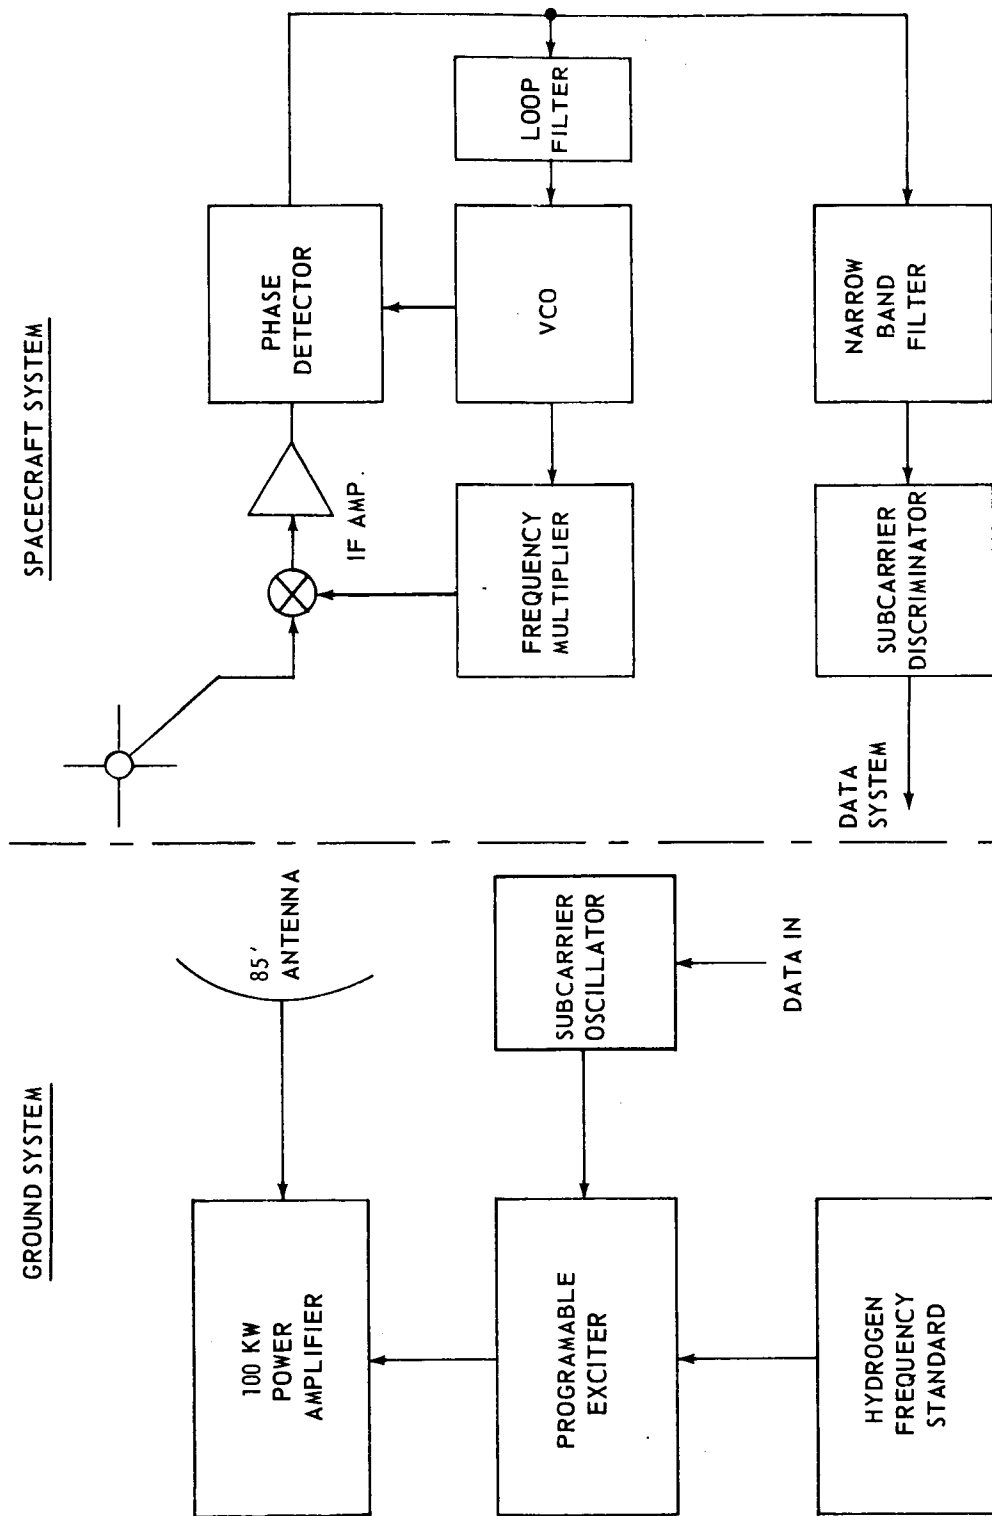 GROUND SYSTEM
100 KW
POWER
AMPLIFIER
85'
ANTENNA
PROGRAMABLE
EXCITER
SUBCARRIER
OSCILLATOR
DATA IN
HYDROGEN
FREQUENCY
STANDARD
SPACECRAFT SYSTEM
IF AMP.
PHASE
DETECTOR
FREQUENCY
MULTIPLIER
VCO
LOOP
FILTER
DATA
SYSTEM
SUBCARRIER
DISCRIMINATOR
NARROW
BAND
FILTER